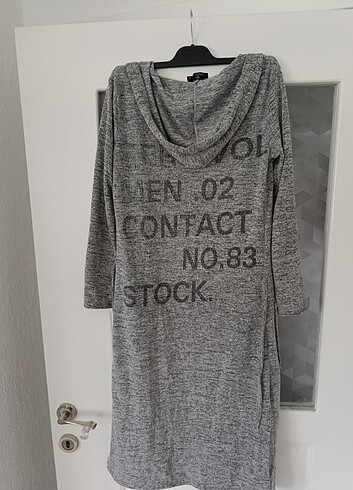 MEN .02
CONTACT
NO.83
STOCK.